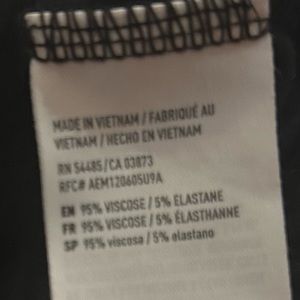 MADE IN VIETNAM / FABRIQUÉ AU
VIETNAM / HECHO EN VIETNAM
RN 54485 / CA 03873
RFC# AEM120605U9A
EN 95% VISCOSE / 5% ELASTANE
FR 95% VISCOSE / 5% ÉLASTHANNE
SP 95% viscosa / 5% elastano